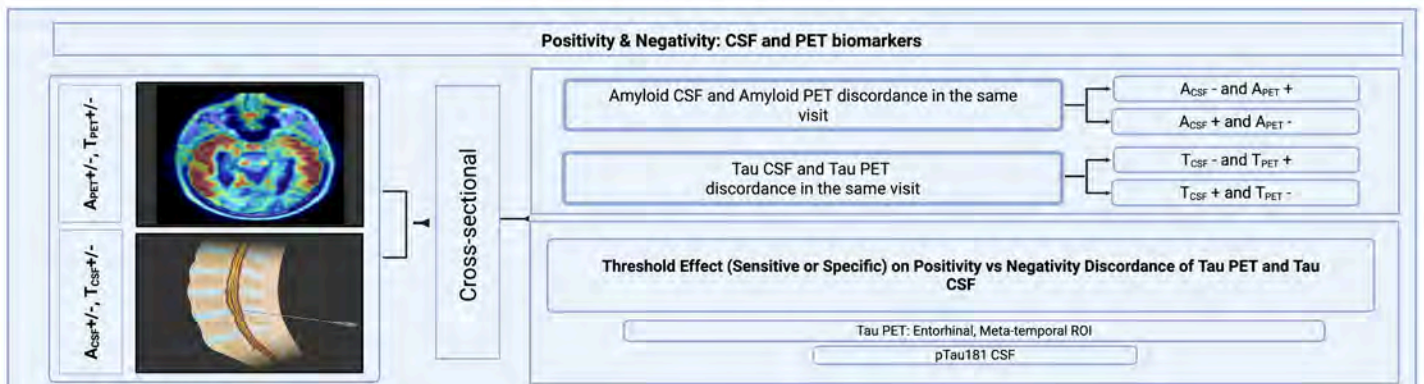 Positivity & Negativity: CSF and PET biomarkers
APET+/-, TPET+/-
ACSF+/-, TCSF+/-
Cross-sectional
Amyloid CSF and Amyloid PET discordance in the same
visit
ACSF - and APET +
ACSF + and APET -
Tau CSF and Tau PET
discordance in the same visit
TCSF - and TPET +
TCSF + and TPET -
Threshold Effect (Sensitive or Specific) on Positivity vs Negativity Discordance of Tau PET and Tau
CSF
Tau PET: Entorhinal, Meta-temporal ROI
pTau181 CSF